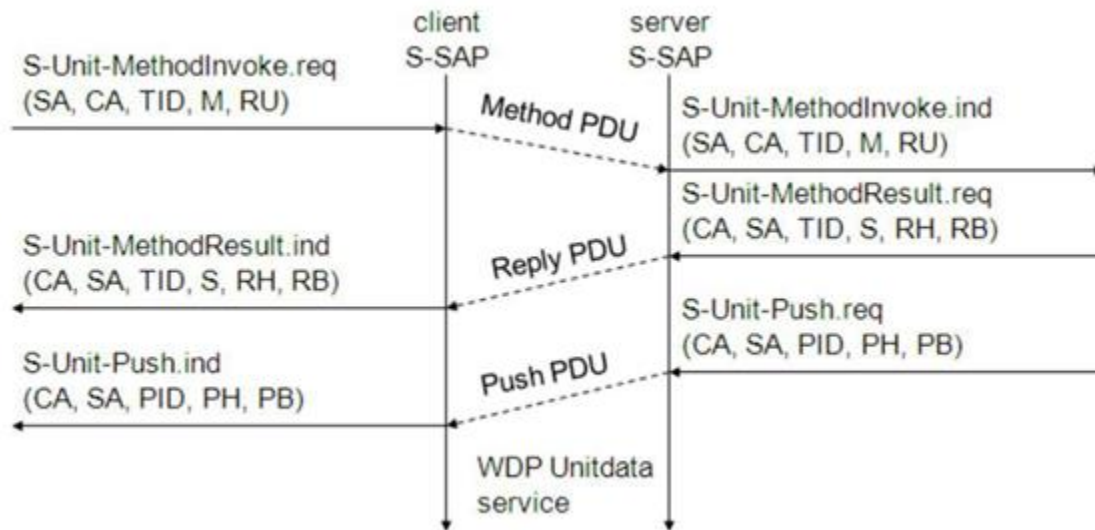 client
S-SAP
server
S-SAP
S-Unit-MethodInvoke.req
(SA, CA, TID, M, RU)
Method PDU
S-Unit-MethodInvoke.ind
(SA, CA, TID, M, RU)
S-Unit-MethodResult.req
(CA, SA, TID, S, RH, RB)
S-Unit-MethodResult.ind
(CA, SA, TID, S, RH, RB)
Reply PDU
S-Unit-Push.req
(CA, SA, PID, PH, PB)
S-Unit-Push.ind
(CA, SA, PID, PH, PB)
Push PDU
WDP Unitdata
service